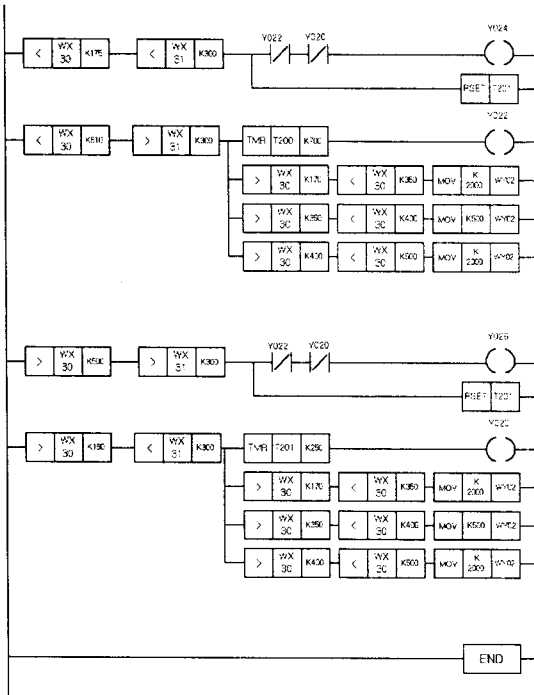 Y024
Y022 Y020
< WX 30 K175 < WX 31 K300 ( )
RSET T201
Y022
< WX 30 K510 > WX 31 K300 TMR T200 K700 ( )
> WX 30 K170 < WX 30 K350 MOV K 2000 WY02
> WX 30 K350 < WX 30 K400 MOV K500 WY02
> WX 30 K400 < WX 30 K500 MOV K 2000 WY02
Y026
Y022 Y020
> WX 30 K500 > WX 31 K300 ( )
RSET T201
Y020
> WX 30 K180 < WX 31 K300 TMR T201 K250 ( )
> WX 30 K170 < WX 30 K350 MOV K 2000 WY02
> WX 30 K350 < WX 30 K400 MOV K500 WY02
> WX 30 K400 < WX 30 K500 MOV K 2000 WY02
END